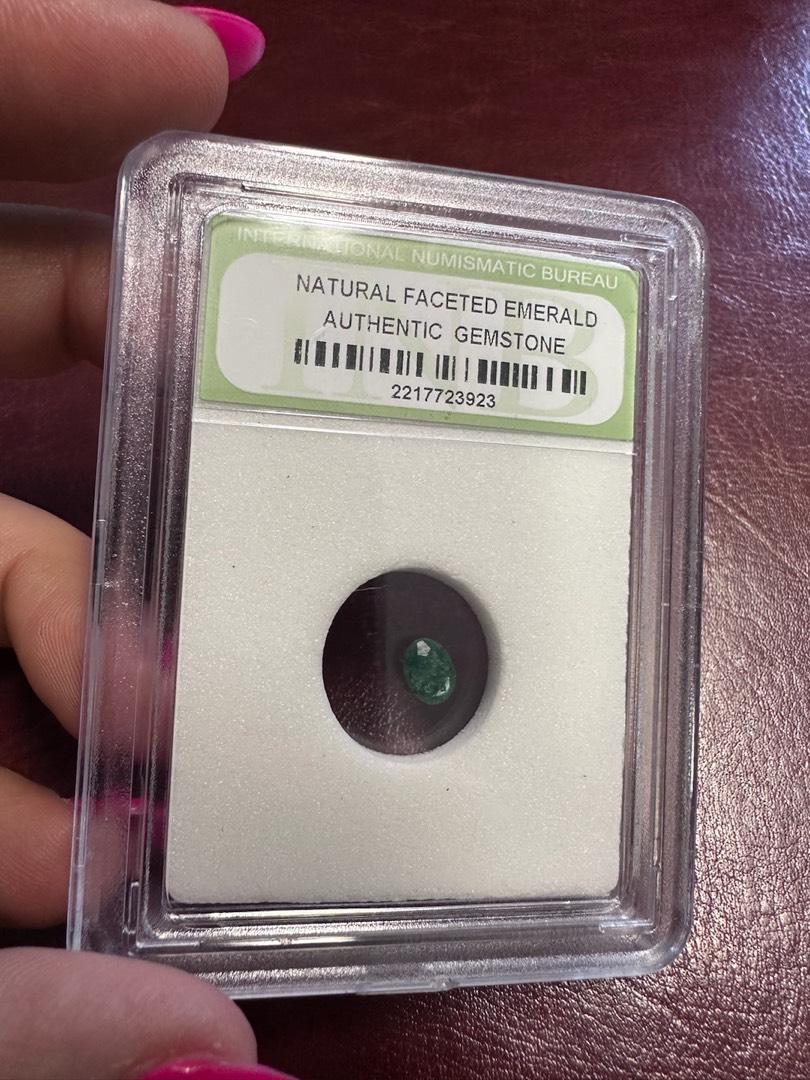 INTERNATIONAL NUMISMATIC BUREAU
NATURAL FACETED EMERALD
AUTHENTIC GEMSTONE
2217723923